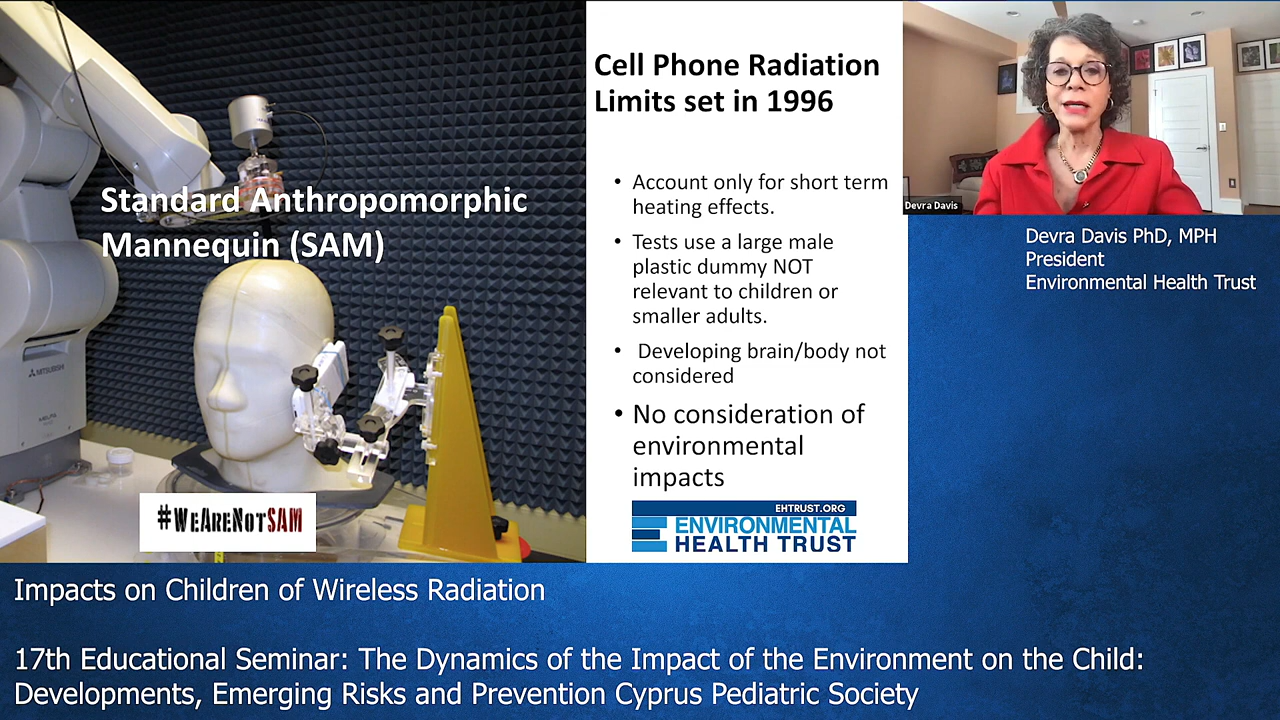 Standard Anthropomorphic
Mannequin (SAM)
MITSUBISHI
#WEARENOTSAM
Cell Phone Radiation
Limits set in 1996
• Account only for short term
heating effects.
• Tests use a large male
plastic dummy NOT
relevant to children or
smaller adults.
• Developing brain/body not
considered
• No consideration of
environmental
impacts
EHTRUST.ORG
ENVIRONMENTAL
HEALTH TRUST
Devra Davis
Devra Davis PhD, MPH
President
Environmental Health Trust
Impacts on Children of Wireless Radiation
17th Educational Seminar: The Dynamics of the Impact of the Environment on the Child:
Developments, Emerging Risks and Prevention Cyprus Pediatric Society